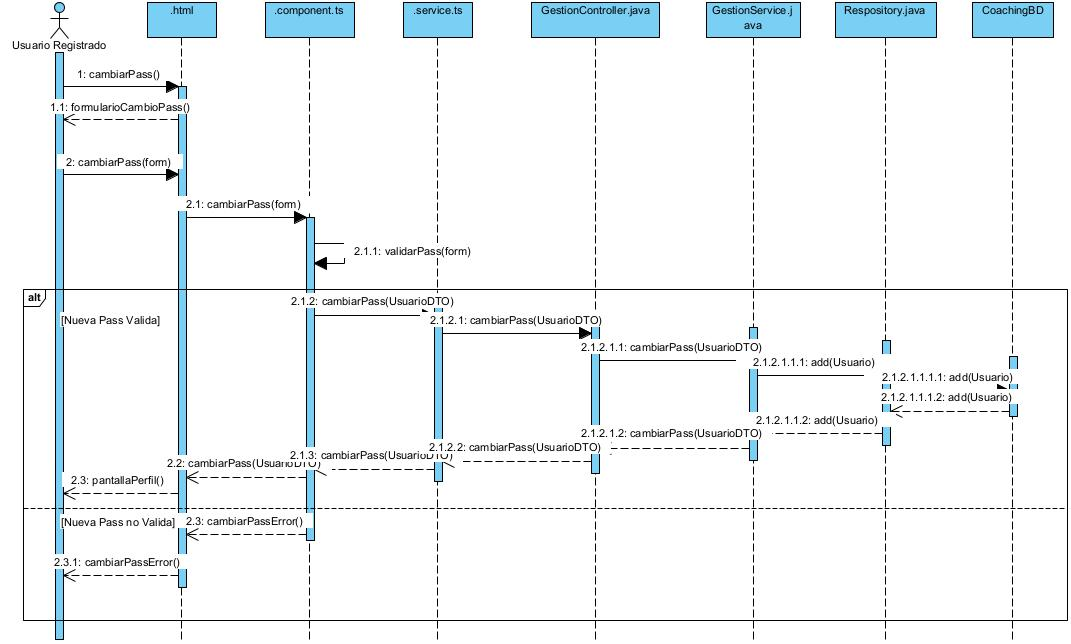 .html
.component.ts
.service.ts
GestionController.java
GestionService.j
ava
Respository.java
CoachingBD
Usuario Registrado
1: cambiarPass()
1.1: formularioCambioPass()
2: cambiarPass(form)
2.1: cambiarPass(form)
2.1.1: validarPass(form)
alt
[Nueva Pass Valida]
2.1.2: cambiarPass(UsuarioDTO)
2.1.2.1: cambiarPass(UsuarioDTO)
2.1.2.1.1: cambiarPass(UsuarioDTO)
2.1.2.1.1.1: add(Usuario)
2.1.2.1.1.1.1: add(Usuario)
2.1.2.1.1.1.2: add(Usuario)
2.1.2.1.1.2: add(Usuario)
2.1.2.1.2: cambiarPass(UsuarioDTO)
2.1.2.2: cambiarPass(UsuarioDTO)
2.1.3: cambiarPass(UsuarioDTO)
2.2: cambiarPass(UsuarioDTO)
2.3: pantallaPerfil()
[Nueva Pass no Valida]
2.3: cambiarPassError()
2.3.1: cambiarPassError()